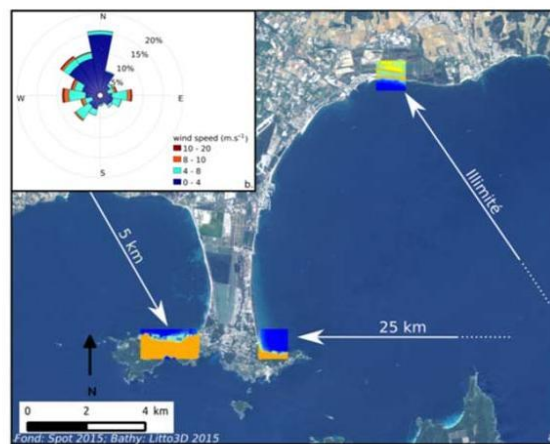 N
20%
15%
10%
5%
W
E
S
wind speed (m.s⁻¹)
10 - 20
8 - 10
4 - 8
0 - 4
b.
Illimité
5 km
25 km
N
0 2 4 km
Fond: Spot 2015; Bathy: Litto3D 2015